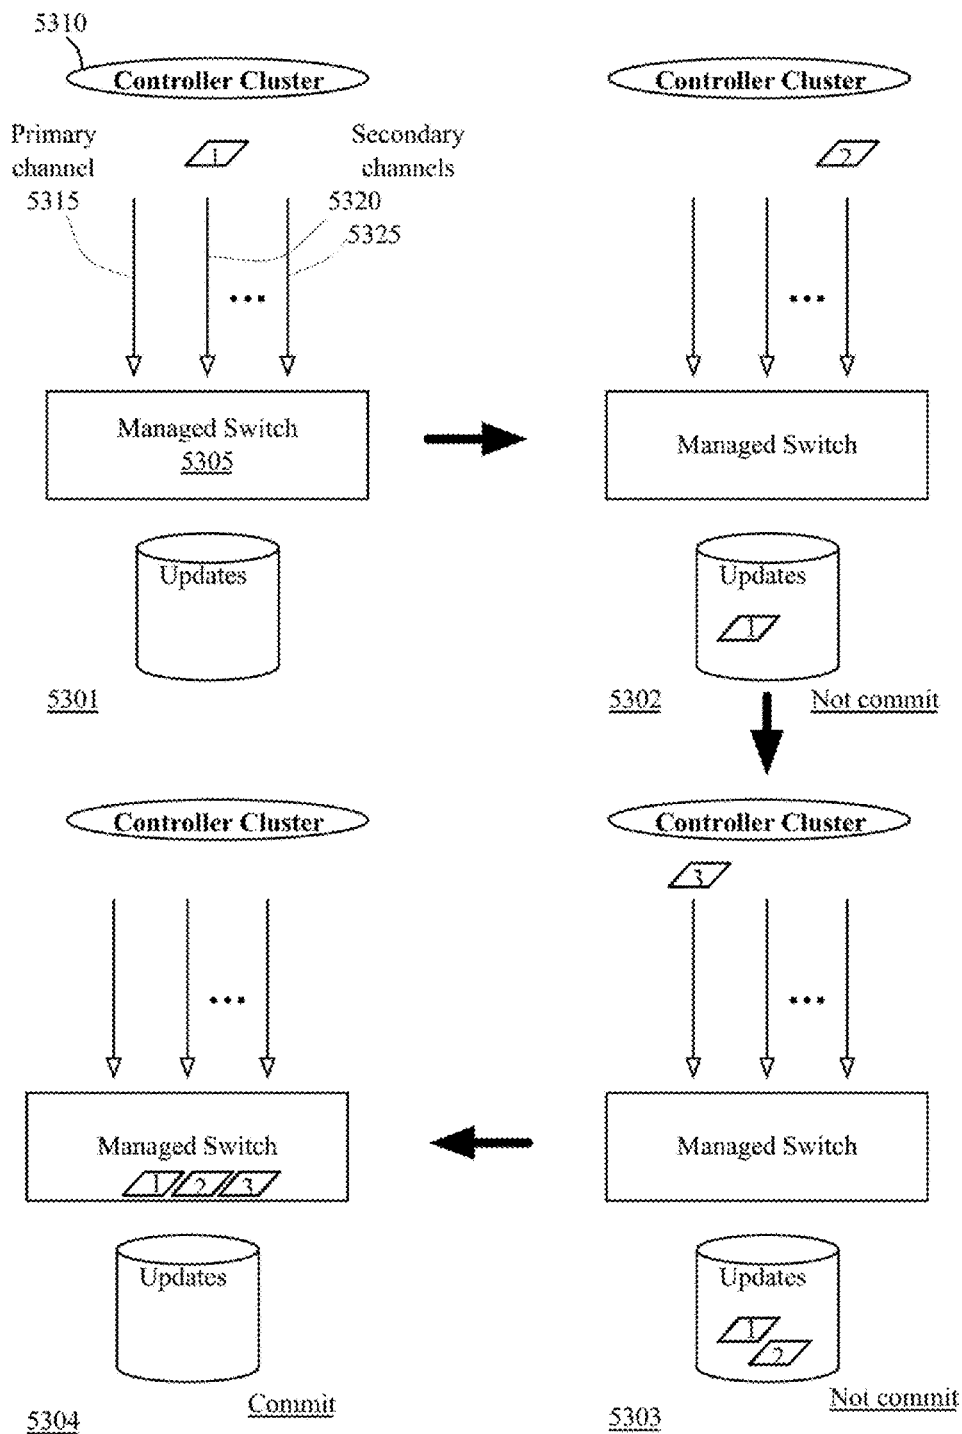 5310
Controller Cluster
Primary channel
5315
1
Secondary channels
5320
5325
...
Managed Switch
5305
Updates
5301
Controller Cluster
2
...
Managed Switch
Updates
1
5302
Not commit
Controller Cluster
3
...
Managed Switch
Updates
1
2
5303
Not commit
Controller Cluster
...
Managed Switch
1 2 3
Updates
5304
Commit